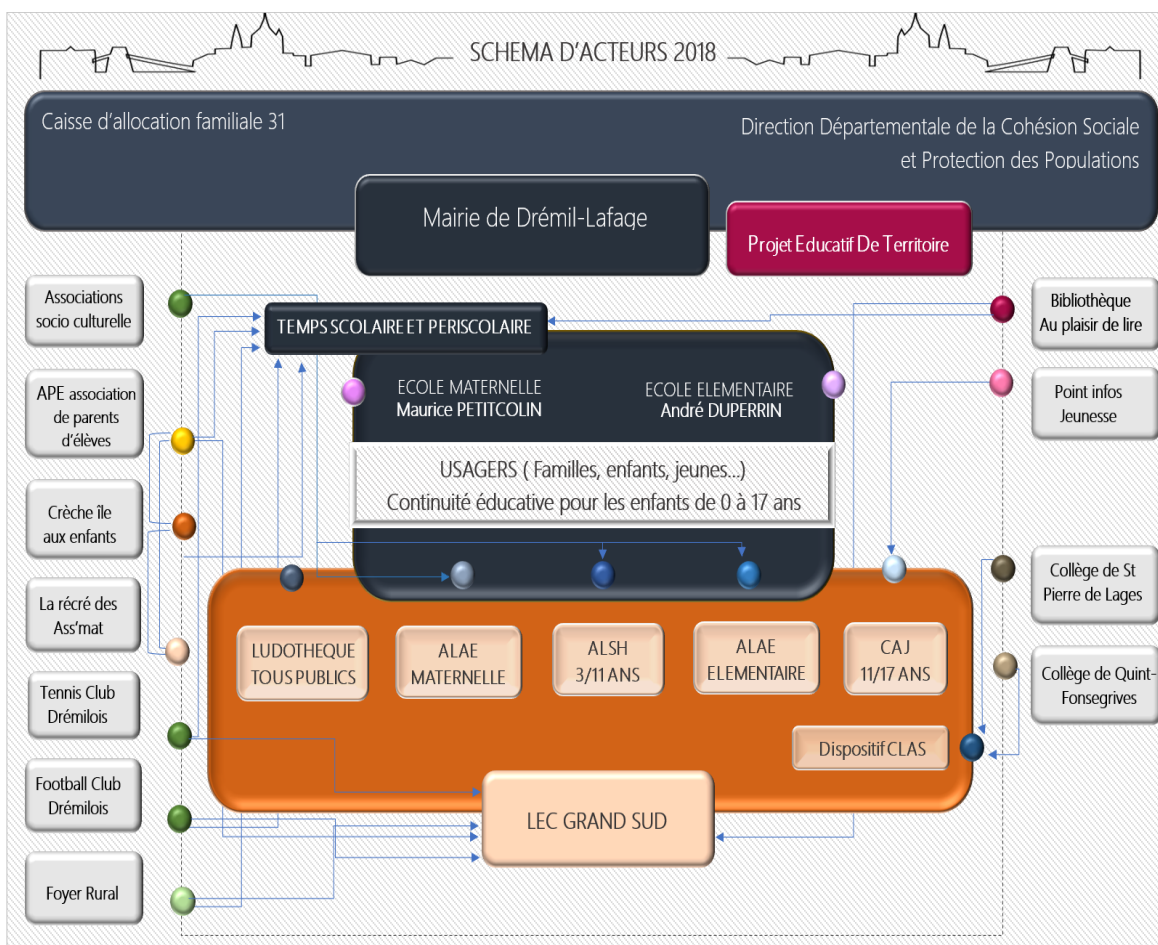 SCHEMA D'ACTEURS 2018
Caisse d'allocation familiale 31
Direction Départementale de la Cohésion Sociale
et Protection des Populations
Mairie de Drémil-Lafage
Projet Educatif De Territoire
Associations
socio culturelle
APE association
de parents
d'élèves
Crèche île
aux enfants
La récré des
Ass'mat
Tennis Club
Drémilois
Football Club
Drémilois
Foyer Rural
TEMPS SCOLAIRE ET PERISCOLAIRE
ECOLE MATERNELLE
Maurice PETITCOLIN
ECOLE ELEMENTAIRE
André DUPERRIN
USAGERS ( Familles, enfants, jeunes...)
Continuité éducative pour les enfants de 0 à 17 ans
LUDOTHEQUE
TOUS PUBLICS
ALAE
MATERNELLE
ALSH
3/11 ANS
ALAE
ELEMENTAIRE
CAJ
11/17 ANS
Dispositif CLAS
LEC GRAND SUD
Bibliothèque
Au plaisir de lire
Point infos
Jeunesse
Collège de St
Pierre de Lages
Collège de Quint-
Fonsegrives